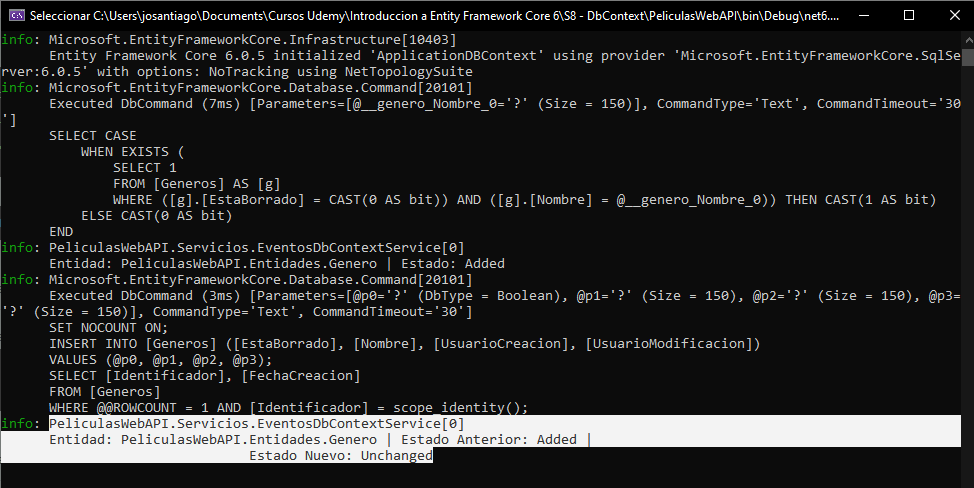 Seleccionar C:\Users\josantiago\Documents\Cursos Udemy\Introduccion a Entity Framework Core 6\S8 - DbContext\PeliculasWebAPI\bin\Debug\net6....
info: Microsoft.EntityFrameworkCore.Infrastructure[10403]
      Entity Framework Core 6.0.5 initialized 'ApplicationDBContext' using provider 'Microsoft.EntityFrameworkCore.SqlSe
rver:6.0.5' with options: NoTracking using NetTopologySuite
info: Microsoft.EntityFrameworkCore.Database.Command[20101]
      Executed DbCommand (7ms) [Parameters=[@__genero_Nombre_0='?' (Size = 150)], CommandType='Text', CommandTimeout='30
']
      SELECT CASE
          WHEN EXISTS (
              SELECT 1
              FROM [Generos] AS [g]
              WHERE ([g].[EstaBorrado] = CAST(0 AS bit)) AND ([g].[Nombre] = @__genero_Nombre_0)) THEN CAST(1 AS bit)
          ELSE CAST(0 AS bit)
      END
info: PeliculasWebAPI.Servicios.EventosDbContextService[0]
      Entidad: PeliculasWebAPI.Entidades.Genero | Estado: Added
info: Microsoft.EntityFrameworkCore.Database.Command[20101]
      Executed DbCommand (3ms) [Parameters=[@p0='?' (DbType = Boolean), @p1='?' (Size = 150), @p2='?' (Size = 150), @p3=
'?' (Size = 150)], CommandType='Text', CommandTimeout='30']
      SET NOCOUNT ON;
      INSERT INTO [Generos] ([EstaBorrado], [Nombre], [UsuarioCreacion], [UsuarioModificacion])
      VALUES (@p0, @p1, @p2, @p3);
      SELECT [Identificador], [FechaCreacion]
      FROM [Generos]
      WHERE @@ROWCOUNT = 1 AND [Identificador] = scope_identity();
info: PeliculasWebAPI.Servicios.EventosDbContextService[0]
      Entidad: PeliculasWebAPI.Entidades.Genero | Estado Anterior: Added |
                               Estado Nuevo: Unchanged